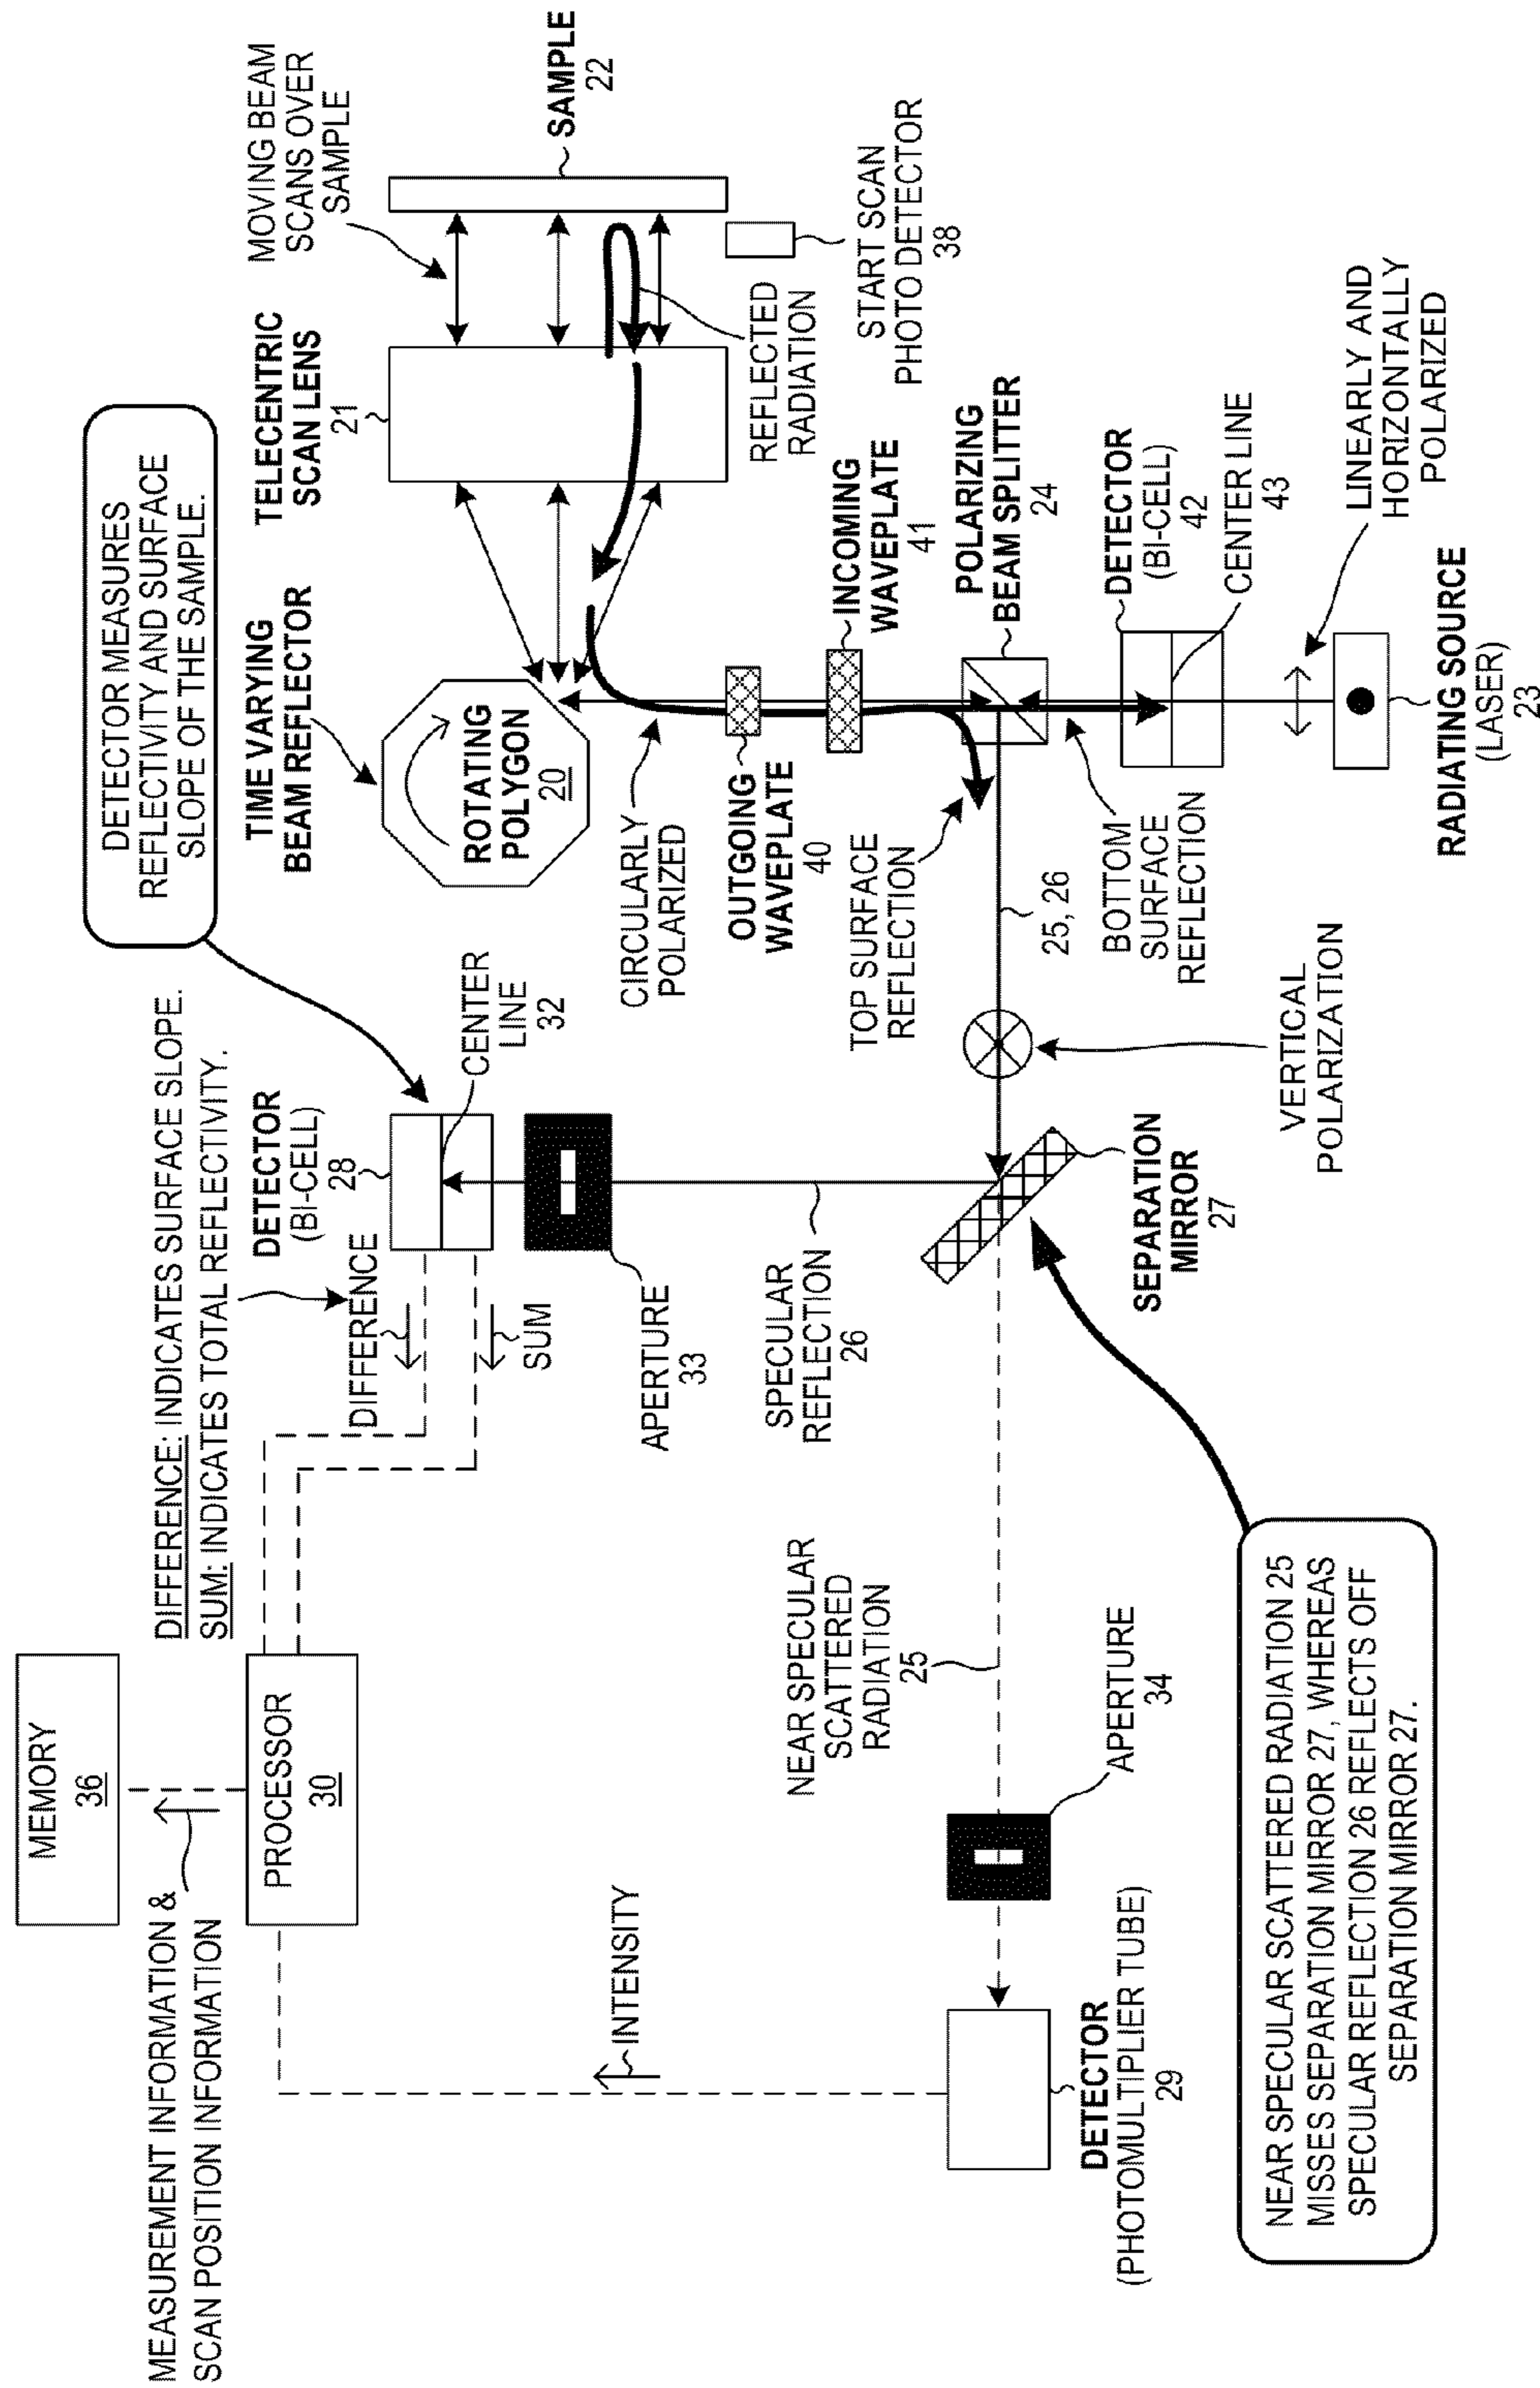 MEMORY
36
MEASUREMENT INFORMATION &
SCAN POSITION INFORMATION
PROCESSOR
30
DIFFERENCE: INDICATES SURFACE SLOPE.
SUM: INDICATES TOTAL REFLECTIVITY.
DETECTOR MEASURES
REFLECTIVITY AND SURFACE
SLOPE OF THE SAMPLE.
DETECTOR
(BI-CELL)
28
DIFFERENCE
SUM
CENTER
LINE
32
APERTURE
33
TIME VARYING
BEAM REFLECTOR
ROTATING
POLYGON
20
TELECENTRIC
SCAN LENS
21
MOVING BEAM
SCANS OVER
SAMPLE
SAMPLE
22
START SCAN
PHOTO DETECTOR
38
REFLECTED
RADIATION
CIRCULARLY
POLARIZED
OUTGOING
WAVEPLATE
40
INCOMING
WAVEPLATE
41
INTENSITY
NEAR SPECULAR
SCATTERED
RADIATION
25
SPECULAR
REFLECTION
26
TOP SURFACE
REFLECTION
25, 26
POLARIZING
BEAM SPLITTER
24
DETECTOR
(PHOTOMULTIPLIER TUBE)
29
APERTURE
34
SEPARATION
MIRROR
27
BOTTOM
SURFACE
REFLECTION
DETECTOR
(BI-CELL)
42
CENTER LINE
43
VERTICAL
POLARIZATION
LINEARLY AND
HORIZONTALLY
POLARIZED
RADIATING SOURCE
(LASER)
23
NEAR SPECULAR SCATTERED RADIATION 25
MISSES SEPARATION MIRROR 27, WHEREAS
SPECULAR REFLECTION 26 REFLECTS OFF
SEPARATION MIRROR 27.